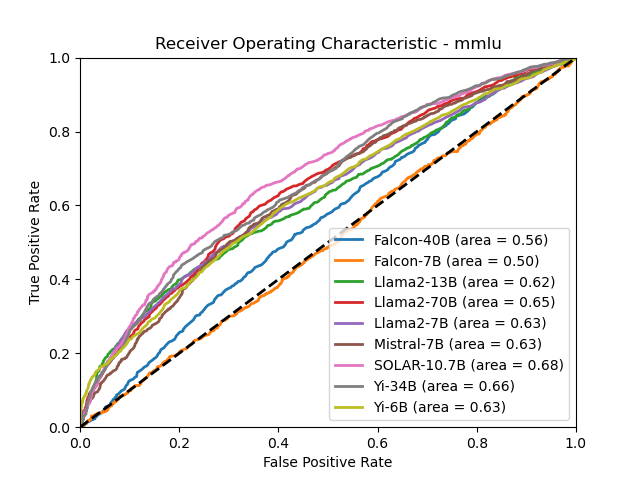 Receiver Operating Characteristic - mmlu
True Positive Rate
1.0
0.8
0.6
0.4
0.2
0.0
Falcon-40B (area = 0.56)
Falcon-7B (area = 0.50)
Llama2-13B (area = 0.62)
Llama2-70B (area = 0.65)
Llama2-7B (area = 0.63)
Mistral-7B (area = 0.63)
SOLAR-10.7B (area = 0.68)
Yi-34B (area = 0.66)
Yi-6B (area = 0.63)
0.0 0.2 0.4 0.6 0.8 1.0
False Positive Rate